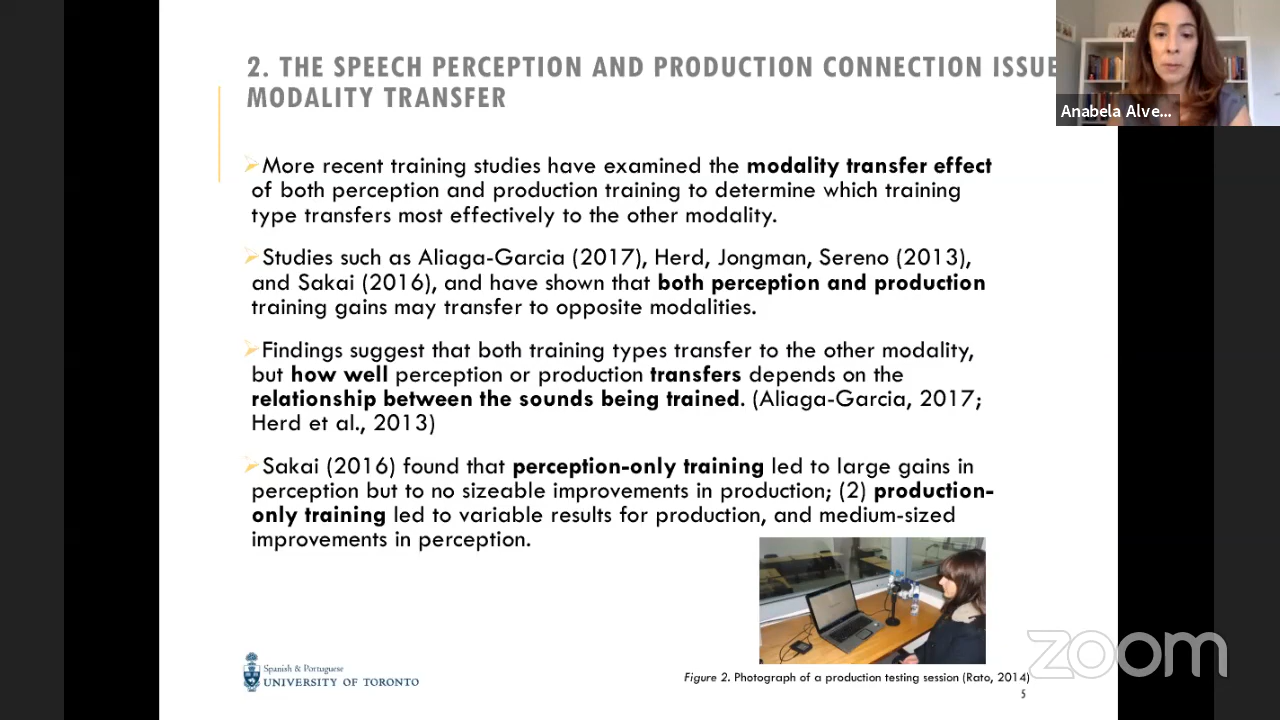 2. THE SPEECH PERCEPTION AND PRODUCTION CONNECTION ISSUE
MODALITY TRANSFER
Anabela Alve...
More recent training studies have examined the modality transfer effect
of both perception and production training to determine which training
type transfers most effectively to the other modality.
Studies such as Aliaga-Garcia (2017), Herd, Jongman, Sereno (2013),
and Sakai (2016), and have shown that both perception and production
training gains may transfer to opposite modalities.
Findings suggest that both training types transfer to the other modality,
but how well perception or production transfers depends on the
relationship between the sounds being trained. (Aliaga-Garcia, 2017;
Herd et al., 2013)
Sakai (2016) found that perception-only training led to large gains in
perception but to no sizeable improvements in production; (2) production-
only training led to variable results for production, and medium-sized
improvements in perception.
Spanish & Portuguese
UNIVERSITY OF TORONTO
Figure 2. Photograph of a production testing session (Rato, 2014)
5
zoom